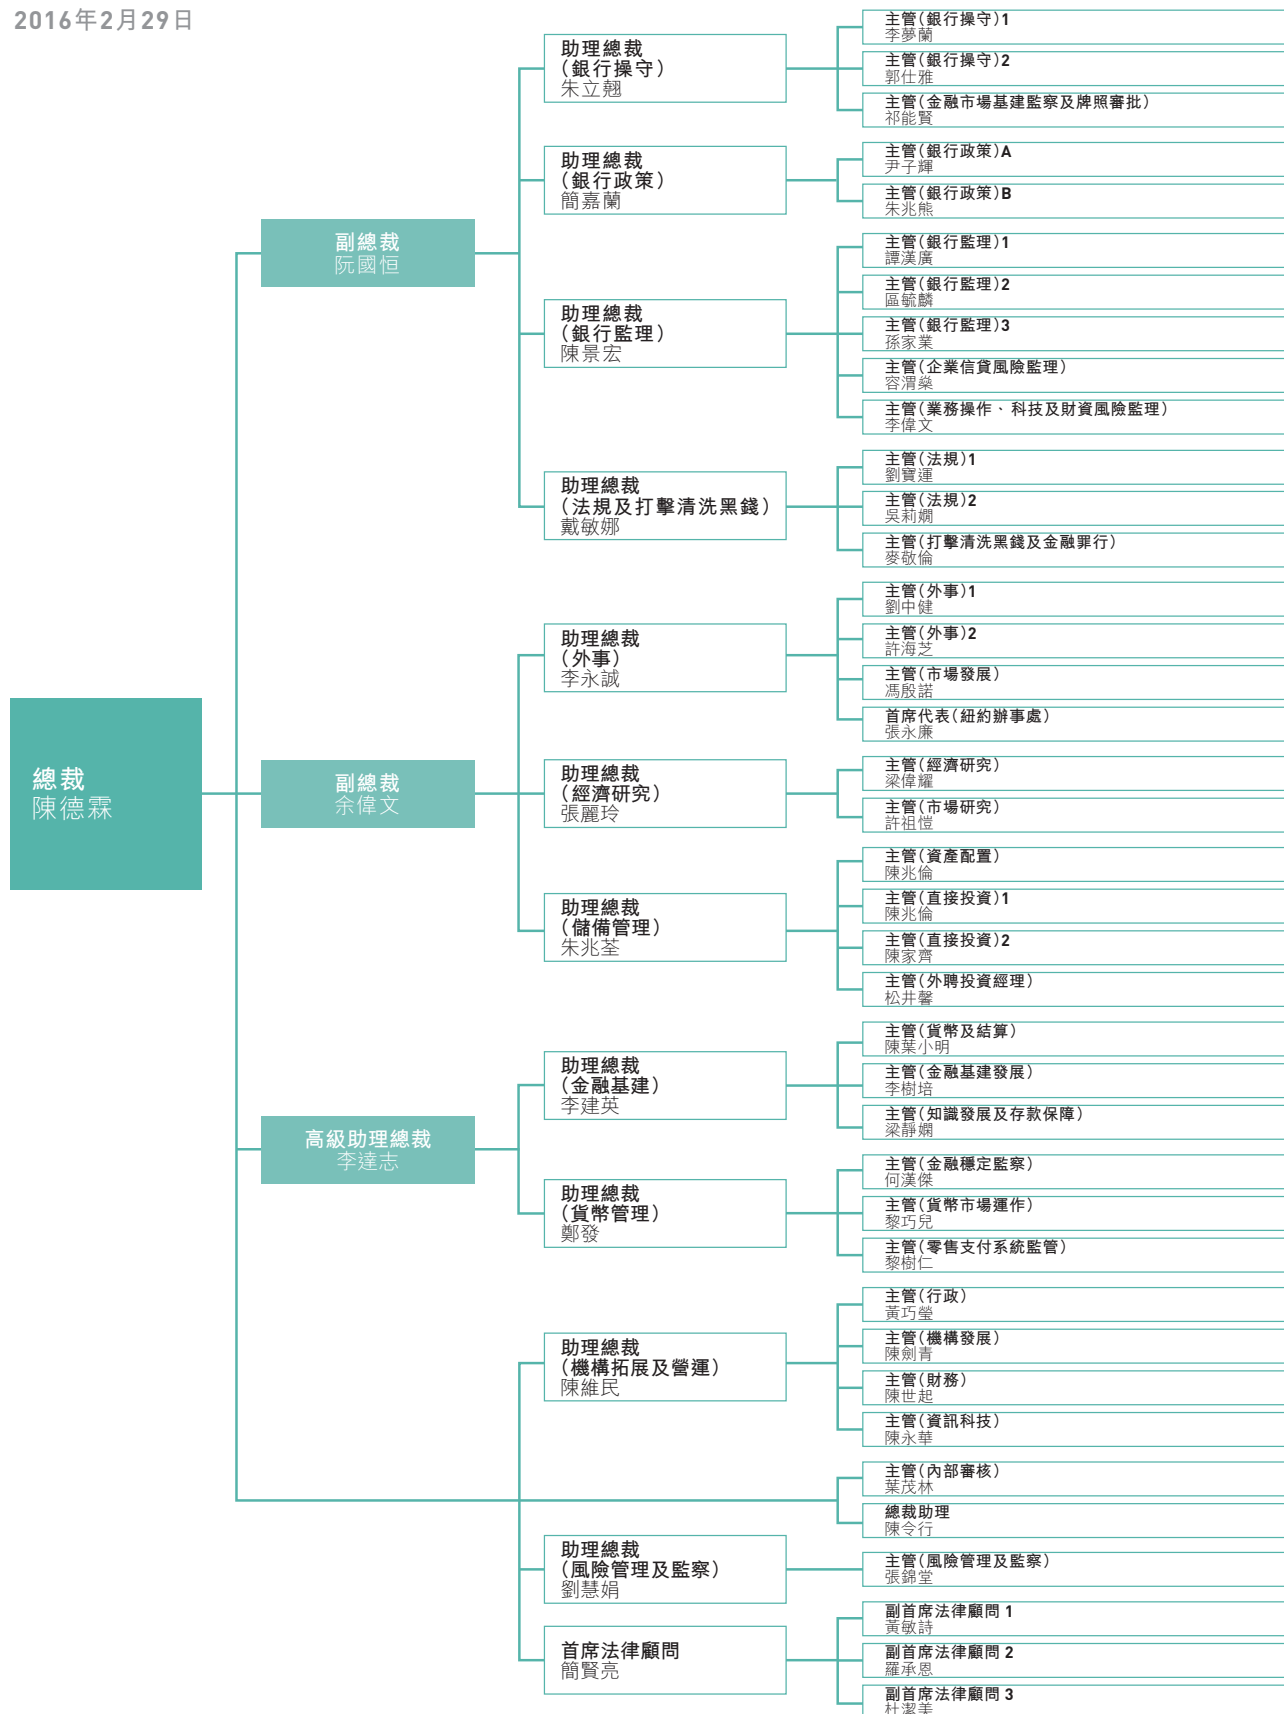 2016年2月29日
總裁
陳德霖
副總裁
阮國恒
助理總裁
(銀行操守)
朱立翹
主管(銀行操守)1
李夢蘭
主管(銀行操守)2
郭仕雅
主管(金融市場基建監察及牌照審批)
祁能賢
助理總裁
(銀行政策)
簡嘉蘭
主管(銀行政策)A
尹子輝
主管(銀行政策)B
朱兆熊
助理總裁
(銀行監理)
陳景宏
主管(銀行監理)1
譚漢廣
主管(銀行監理)2
區毓麟
主管(銀行監理)3
孫家業
主管(企業信貸風險監理)
容渭燊
主管(業務操作、科技及財資風險監理)
李偉文
助理總裁
(法規及打擊清洗黑錢)
戴敏娜
主管(法規)1
劉寶運
主管(法規)2
吳莉嫻
主管(打擊清洗黑錢及金融罪行)
麥敬倫
副總裁
余偉文
助理總裁
(外事)
李永誠
主管(外事)1
劉中健
主管(外事)2
許海芝
主管(市場發展)
馮殷諾
首席代表(紐約辦事處)
張永廉
助理總裁
(經濟研究)
張麗玲
主管(經濟研究)
梁偉耀
主管(市場研究)
許祖愷
助理總裁
(儲備管理)
朱兆荃
主管(資產配置)
陳兆倫
主管(直接投資)1
陳兆倫
主管(直接投資)2
陳家齊
主管(外聘投資經理)
松井馨
高級助理總裁
李達志
助理總裁
(金融基建)
李建英
主管(貨幣及結算)
陳葉小明
主管(金融基建發展)
李樹培
主管(知識發展及存款保障)
梁靜嫻
助理總裁
(貨幣管理)
鄭發
主管(金融穩定監察)
何漢傑
主管(貨幣市場運作)
黎巧兒
主管(零售支付系統監管)
黎樹仁
助理總裁
(機構拓展及營運)
陳維民
主管(行政)
黃巧瑩
主管(機構發展)
陳劍青
主管(財務)
陳世起
主管(資訊科技)
陳永華
主管(內部審核)
葉茂林
總裁助理
陳令行
助理總裁
(風險管理及監察)
劉慧娟
主管(風險管理及監察)
張錦堂
首席法律顧問
簡賢亮
副首席法律顧問 1
黃敏詩
副首席法律顧問 2
羅承恩
副首席法律顧問 3
杜潔美